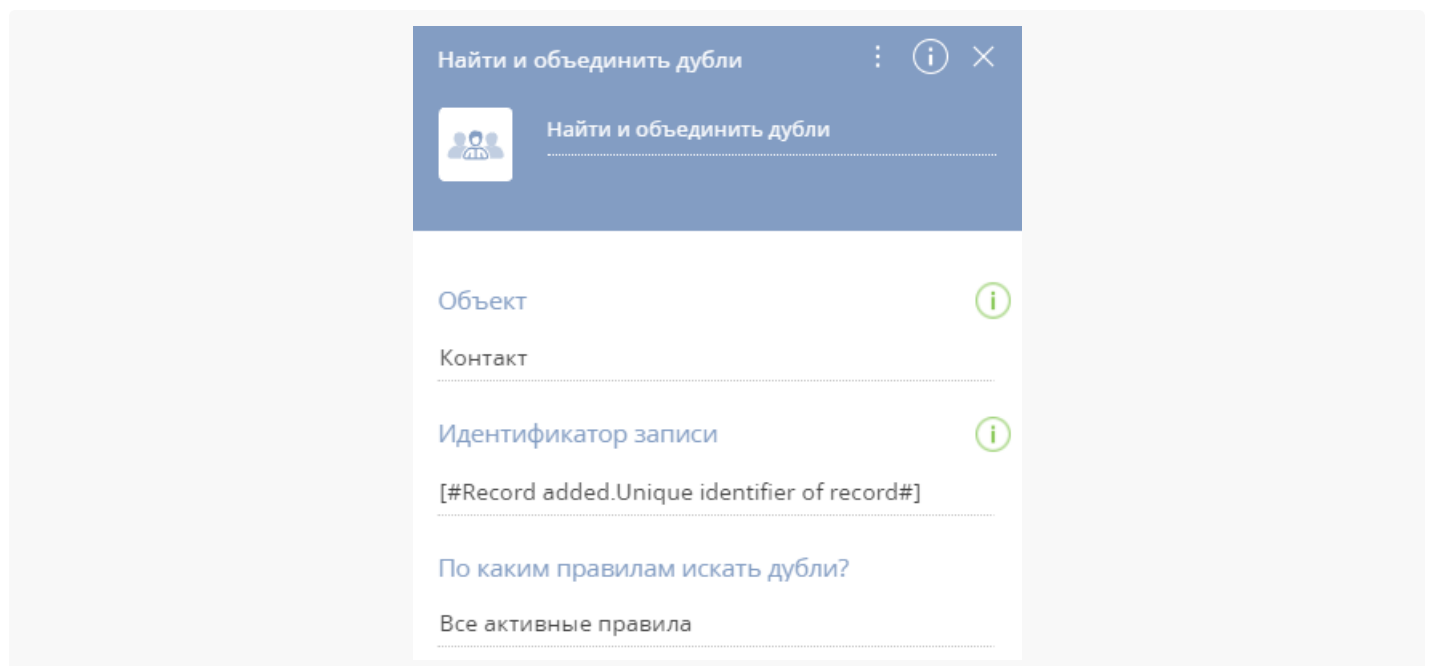 Найти и объединить дубли
Найти и объединить дубли
Объект
Контакт
Идентификатор записи
[#Record added.Unique identifier of record#]
По каким правилам искать дубли?
Все активные правила